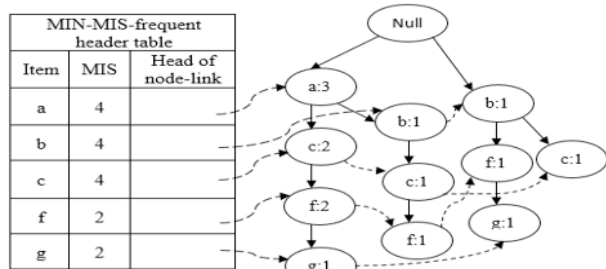 MIN-MIS-frequent
header table
Item MIS Head of
node-link
a 4
b 4
c 4
f 2
g 2
Null
a:3
b:1
b:1
c:2
c:1
f:1
c:1
f:2
f:1
g:1
g:1